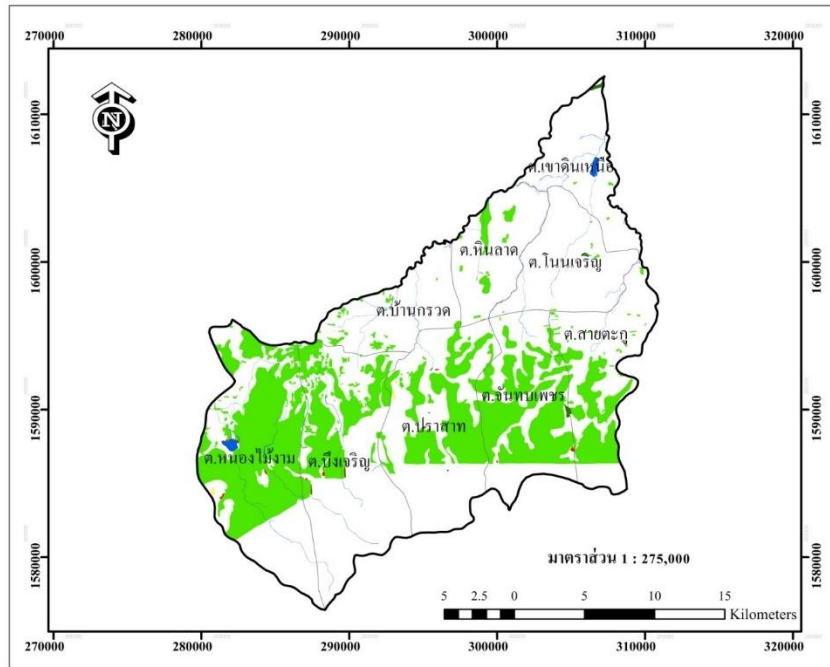 270000 280000 290000 300000 310000 320000
1610000 1610000
N
ต.เขาดินเหนือ
ต.หินลาด
ต.โนนเจริญ
1600000 1600000
ต.บ้านกรวด
ต.สายตะกุ
ต.จันทบเพชร
1590000 1590000
ต.ปราสาท
ต.หนองไม้งาม ต.บึงเจริญ
1580000 1580000
มาตราส่วน 1 : 275,000
5 2.5 0 5 10 15
Kilometers
270000 280000 290000 300000 310000 320000